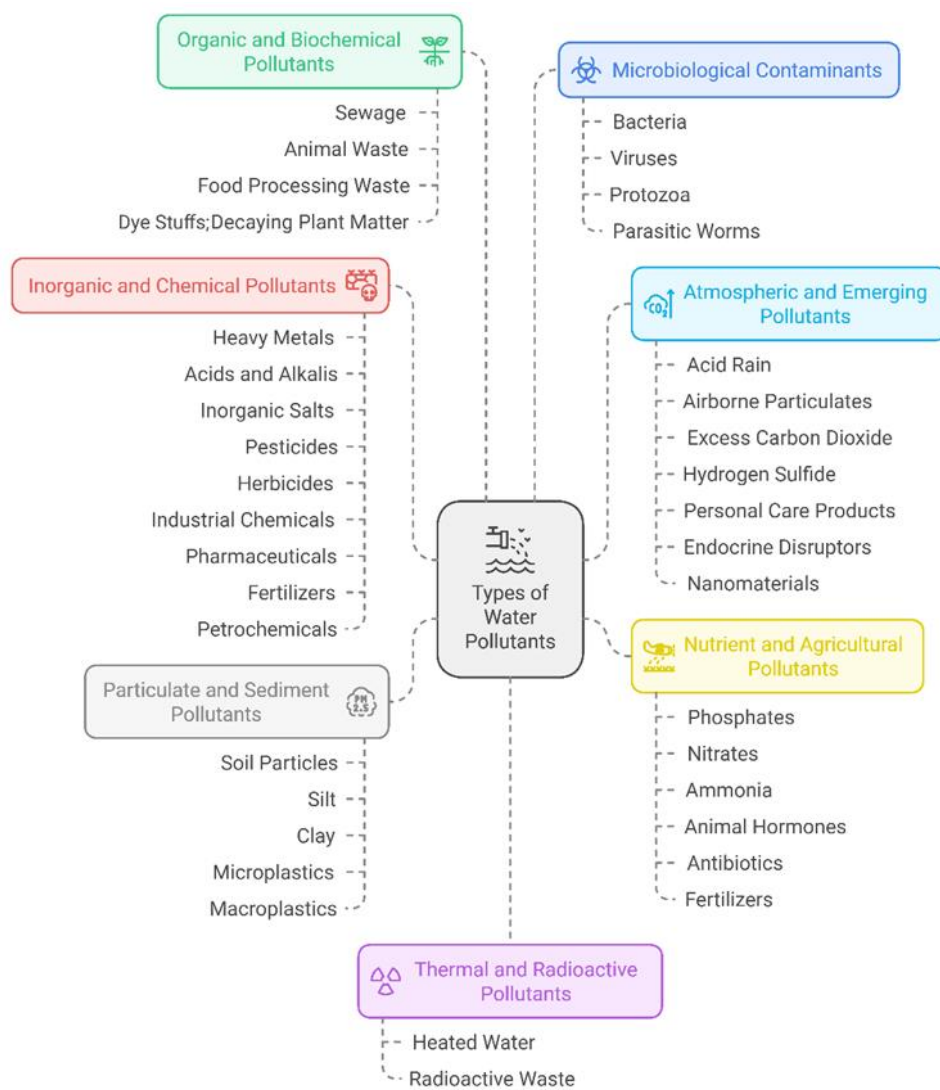 Organic and Biochemical
Pollutants
Sewage
Animal Waste
Food Processing Waste
Dye Stuffs;Decaying Plant Matter
Microbiological Contaminants
Bacteria
Viruses
Protozoa
Parasitic Worms
Inorganic and Chemical Pollutants
Heavy Metals
Acids and Alkalis
Inorganic Salts
Pesticides
Herbicides
Industrial Chemicals
Pharmaceuticals
Fertilizers
Petrochemicals
CO₂
Atmospheric and Emerging
Pollutants
Acid Rain
Airborne Particulates
Excess Carbon Dioxide
Hydrogen Sulfide
Personal Care Products
Endocrine Disruptors
Nanomaterials
Types of
Water
Pollutants
Particulate and Sediment
Pollutants
PM
2.5
Soil Particles
Silt
Clay
Microplastics
Macroplastics
Nutrient and Agricultural
Pollutants
Phosphates
Nitrates
Ammonia
Animal Hormones
Antibiotics
Fertilizers
Thermal and Radioactive
Pollutants
Heated Water
Radioactive Waste